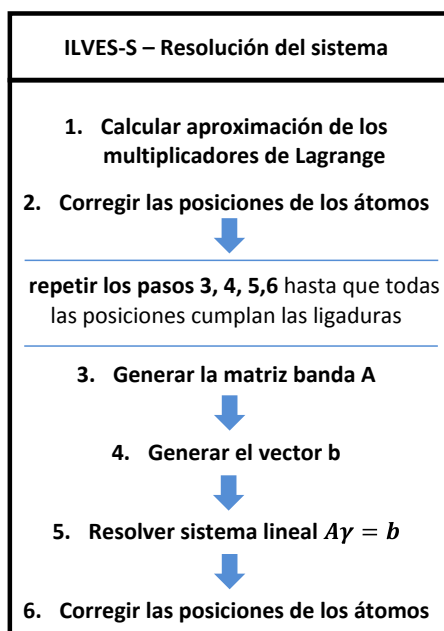 ILVES-S – Resolución del sistema
1. Calcular aproximación de los
multiplicadores de Lagrange
2. Corregir las posiciones de los átomos
repetir los pasos 3, 4, 5,6 hasta que todas
las posiciones cumplan las ligaduras
3. Generar la matriz banda A
4. Generar el vector b
5. Resolver sistema lineal Aγ = b
6. Corregir las posiciones de los átomos